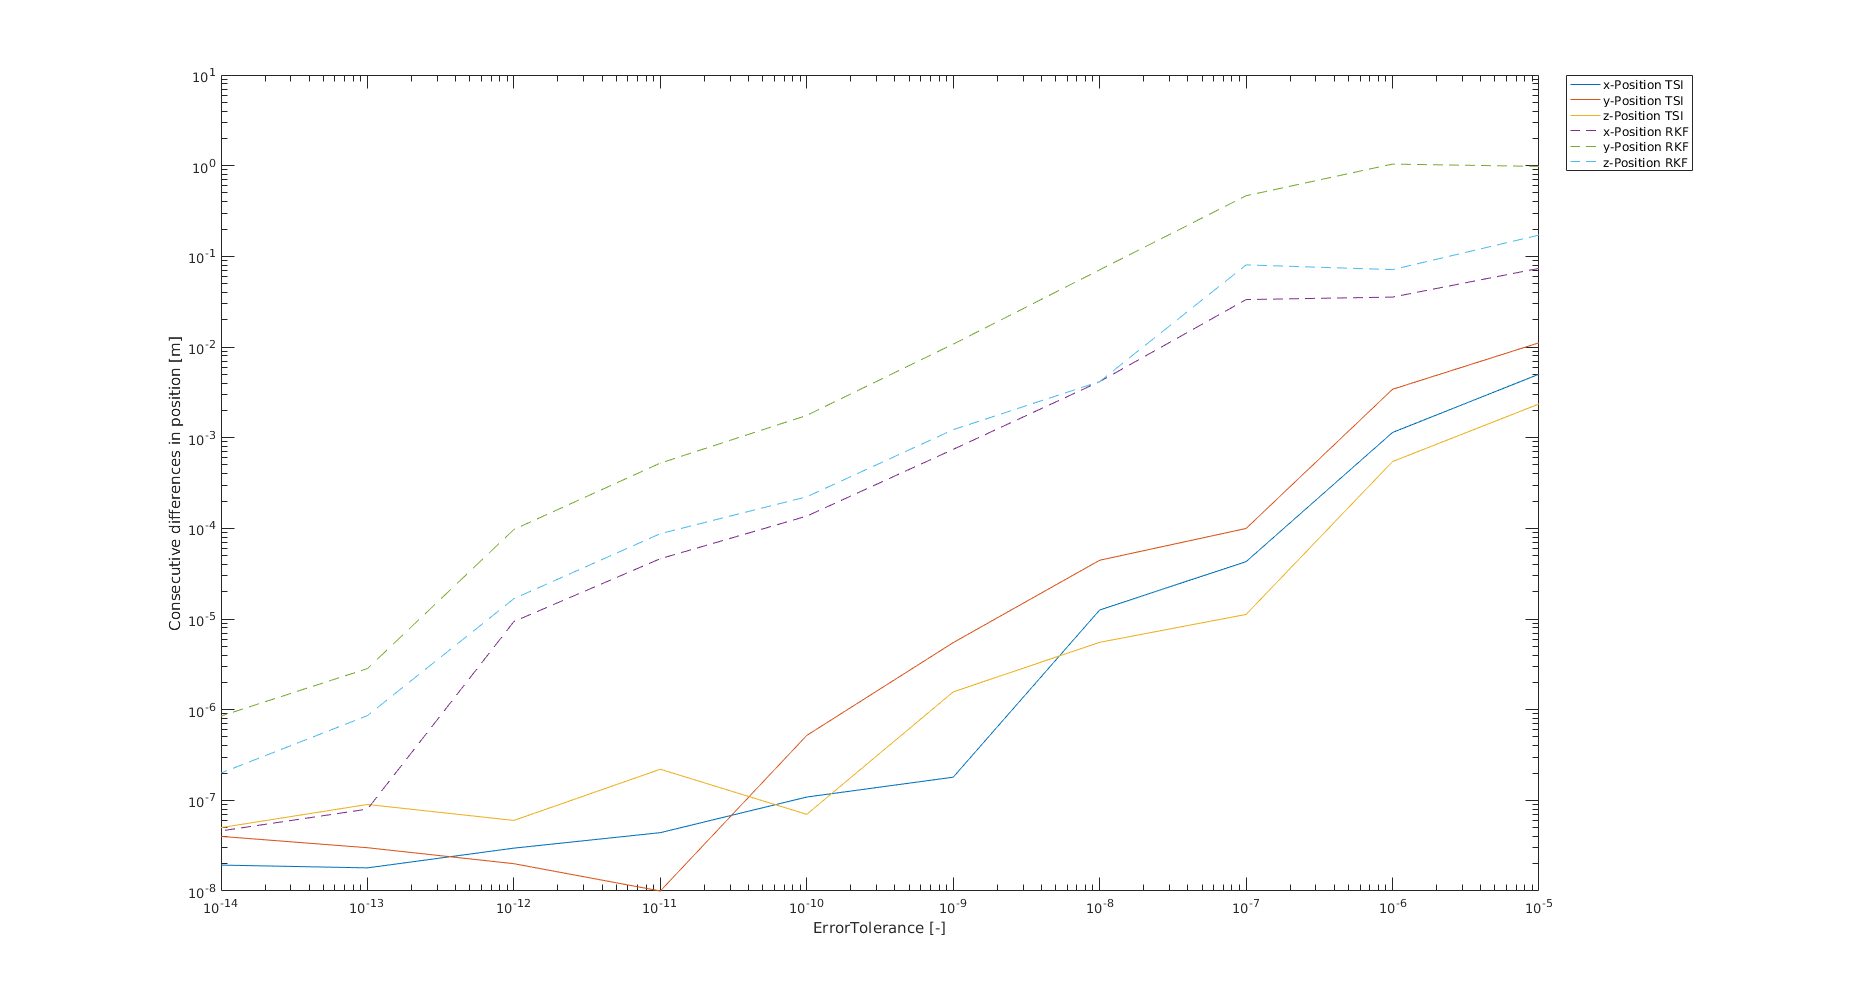 10^1
10^0
10^-1
10^-2
10^-3
10^-4
10^-5
10^-6
10^-7
10^-8
Consecutive differences in position [m]
10^-14 10^-13 10^-12 10^-11 10^-10 10^-9 10^-8 10^-7 10^-6 10^-5
ErrorTolerance [-]
x-Position TSI
y-Position TSI
z-Position TSI
x-Position RKF
y-Position RKF
z-Position RKF